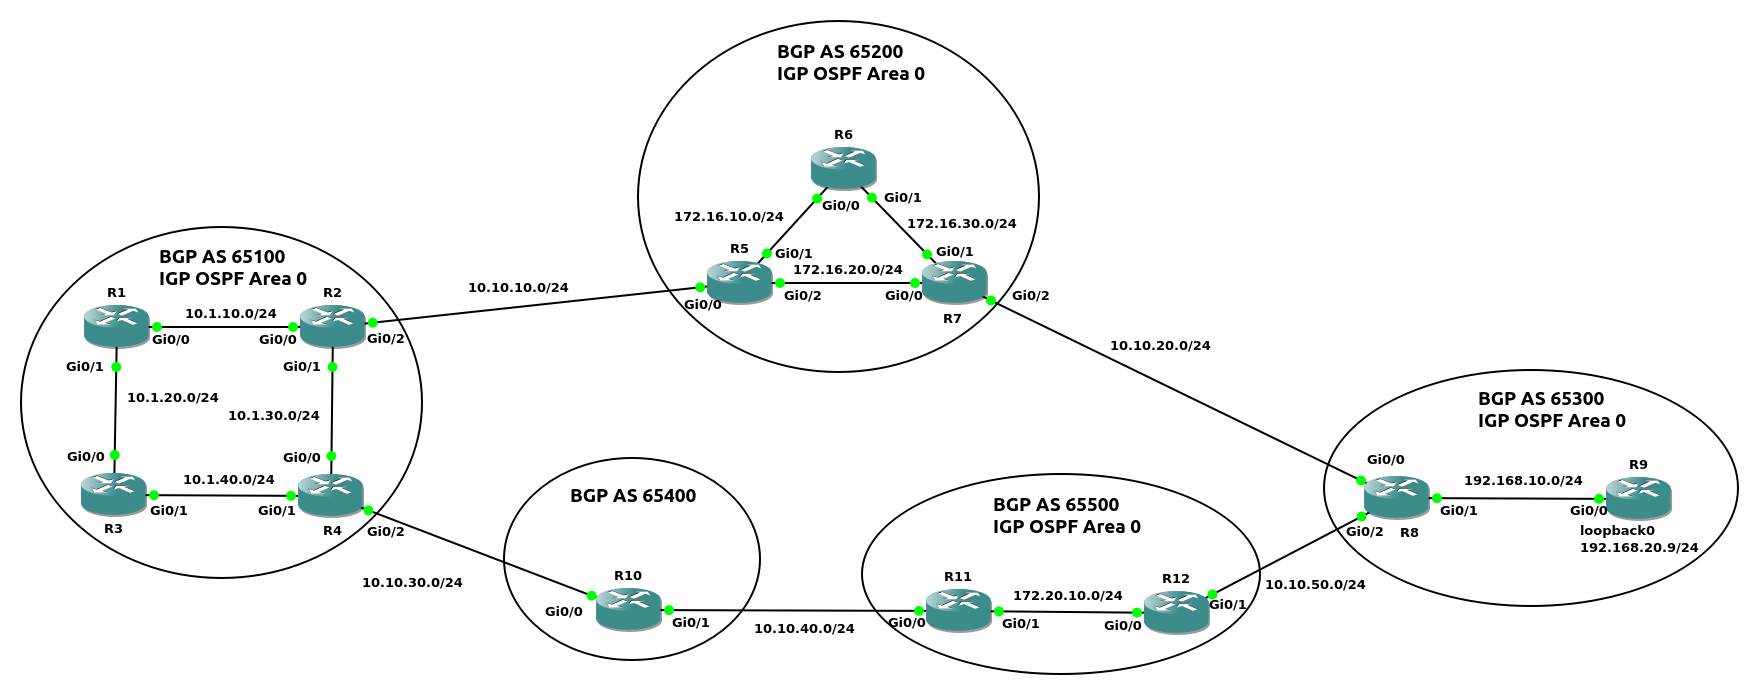 BGP AS 65200
IGP OSPF Area 0
R6
Gi0/0
Gi0/1
172.16.10.0/24
172.16.30.0/24
R5
Gi0/1
Gi0/1
172.16.20.0/24
Gi0/0
Gi0/2
Gi0/0
Gi0/2
R7
BGP AS 65100
IGP OSPF Area 0
R1
R2
10.1.10.0/24
Gi0/0
Gi0/0
Gi0/2
Gi0/1
Gi0/1
10.1.20.0/24
10.1.30.0/24
Gi0/0
Gi0/0
10.1.40.0/24
Gi0/1
Gi0/1
R3
R4
Gi0/2
10.10.10.0/24
10.10.20.0/24
10.10.30.0/24
BGP AS 65400
R10
Gi0/0
Gi0/1
10.10.40.0/24
BGP AS 65500
IGP OSPF Area 0
R11
R12
172.20.10.0/24
Gi0/0
Gi0/1
Gi0/0
Gi0/1
10.10.50.0/24
BGP AS 65300
IGP OSPF Area 0
Gi0/0
R9
192.168.10.0/24
Gi0/1
Gi0/0
Gi0/2
R8
loopback0
192.168.20.9/24